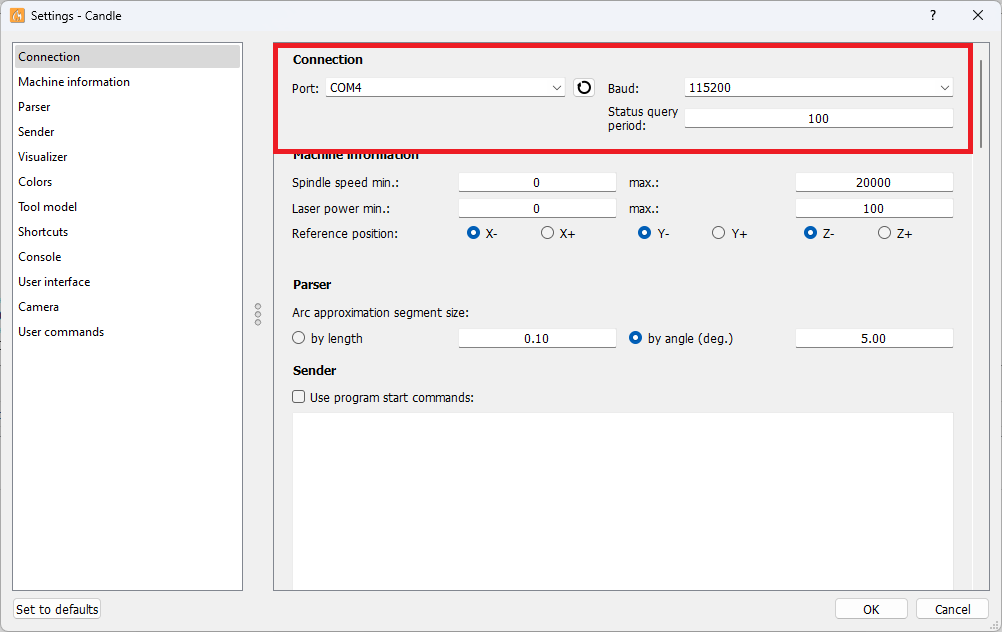 Settings - Candle
?
Connection
Machine information
Parser
Sender
Visualizer
Colors
Tool model
Shortcuts
Console
User interface
Camera
User commands
Connection
Port: COM4 Baud: 115200
Status query period: 100
Machine information
Spindle speed min.: 0 max.: 20000
Laser power min.: 0 max.: 100
Reference position: X- X+ Y- Y+ Z- Z+
Parser
Arc approximation segment size:
by length 0.10 by angle (deg.) 5.00
Sender
Use program start commands:
Set to defaults OK Cancel